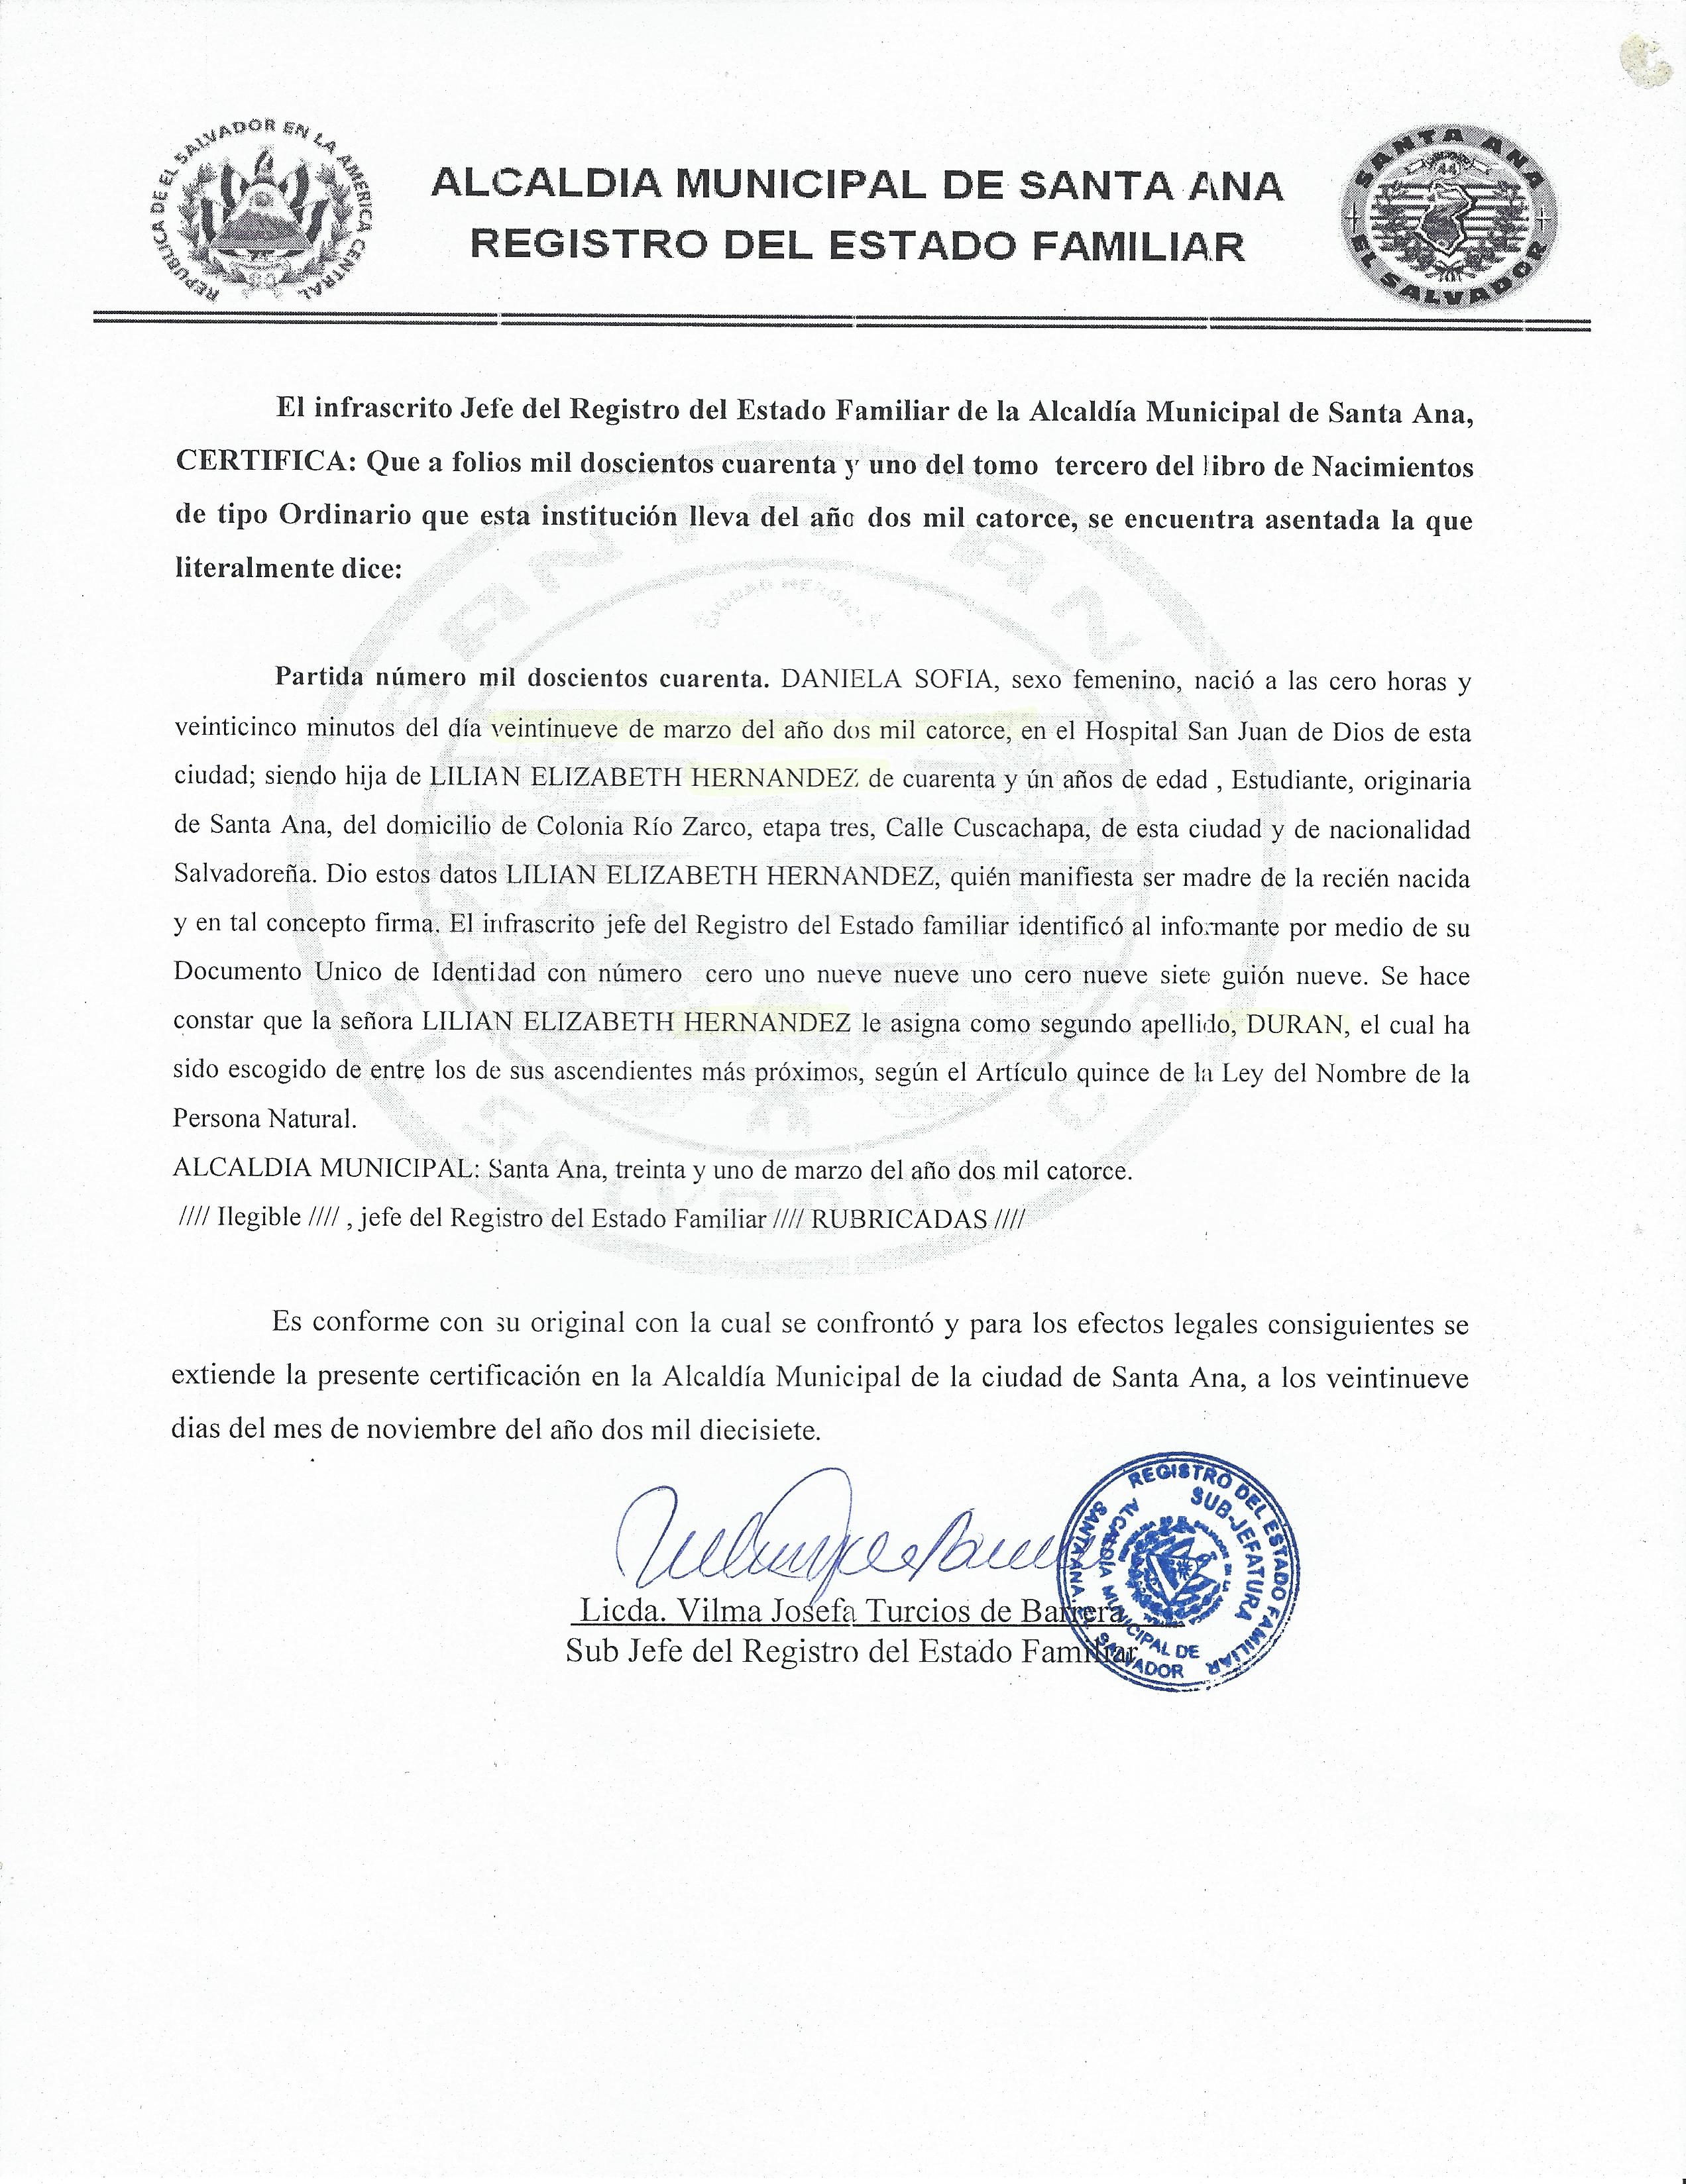 REPUBLICA DE EL SALVADOR EN LA AMERICA CENTRAL
ALCALDIA MUNICIPAL DE SANTA ANA
REGISTRO DEL ESTADO FAMILIAR
SANTA ANA
44
EL SALVADOR
El infrascrito Jefe del Registro del Estado Familiar de la Alcaldía Municipal de Santa Ana,
CERTIFICA: Que a folios mil doscientos cuarenta y uno del tomo tercero del libro de Nacimientos
de tipo Ordinario que esta institución lleva del año dos mil catorce, se encuentra asentada la que
literalmente dice:
Partida número mil doscientos cuarenta. DANIELA SOFIA, sexo femenino, nació a las cero horas y
veinticinco minutos del día veintinueve de marzo del año dos mil catorce, en el Hospital San Juan de Dios de esta
ciudad; siendo hija de LILIAN ELIZABETH HERNANDEZ de cuarenta y ún años de edad , Estudiante, originaria
de Santa Ana, del domicilio de Colonia Río Zarco, etapa tres, Calle Cuscachapa, de esta ciudad y de nacionalidad
Salvadoreña. Dio estos datos LILIAN ELIZABETH HERNANDEZ, quién manifiesta ser madre de la recién nacida
y en tal concepto firma. El infrascrito jefe del Registro del Estado familiar identificó al informante por medio de su
Documento Unico de Identidad con número cero uno nueve nueve uno cero nueve siete guión nueve. Se hace
constar que la señora LILIAN ELIZABETH HERNANDEZ le asigna como segundo apellido, DURAN, el cual ha
sido escogido de entre los de sus ascendientes más próximos, según el Artículo quince de la Ley del Nombre de la
Persona Natural.
ALCALDIA MUNICIPAL: Santa Ana, treinta y uno de marzo del año dos mil catorce.
//// Ilegible //// , jefe del Registro del Estado Familiar //// RUBRICADAS ////
Es conforme con su original con la cual se confrontó y para los efectos legales consiguientes se
extiende la presente certificación en la Alcaldía Municipal de la ciudad de Santa Ana, a los veintinueve
dias del mes de noviembre del año dos mil diecisiete.
Licda. Vilma Josefa Turcios de Barrera
Sub Jefe del Registro del Estado Familiar
REGISTRO DEL ESTADO FAMILIAR
SUB-JEFATURA
ALCALDIA MUNICIPAL DE
SANTA ANA, EL SALVADOR